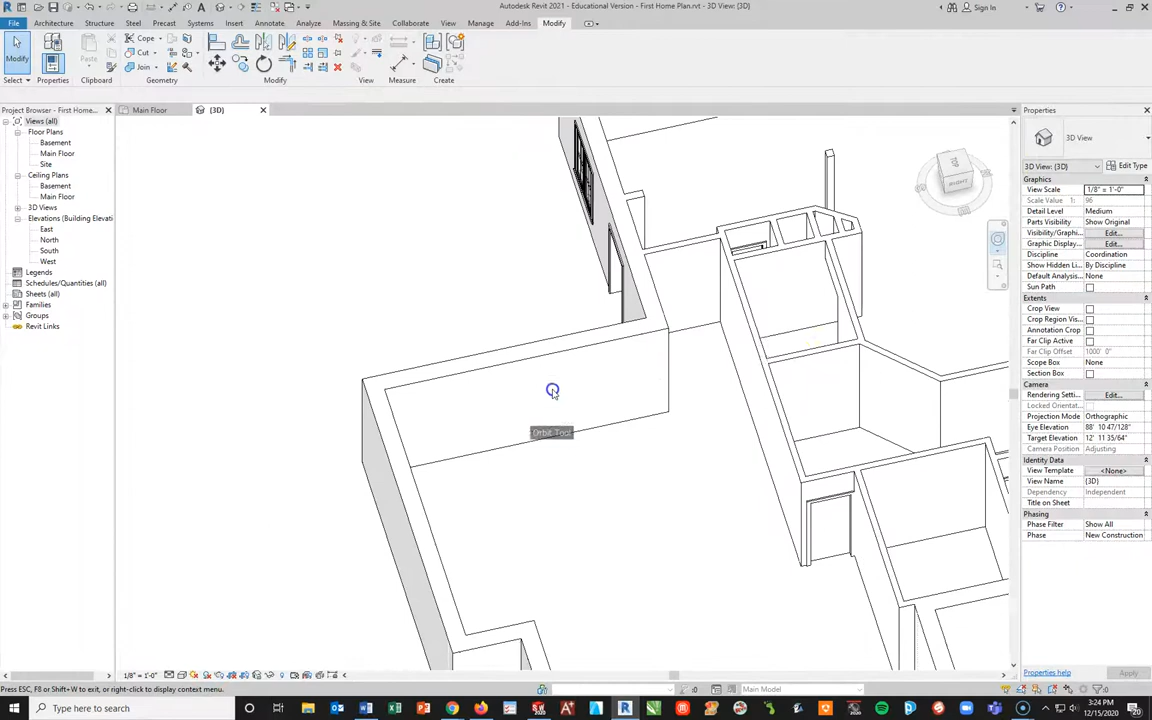 Autodesk Revit 2021 - Educational Version - First Home Plan.rvt - 3D View: {3D}
Sign In
File Architecture Structure Steel Precast Systems Insert Annotate Analyze Massing & Site Collaborate View Manage Add-Ins Modify
Modify
Paste
Cope
Cut
Join
Select Properties Clipboard Geometry Modify View Measure Create
Project Browser - First Home...
Main Floor
{3D}
Properties
Views (all)
Floor Plans
Basement
Main Floor
Site
Ceiling Plans
Basement
Main Floor
3D Views
Elevations (Building Elevati
East
North
South
West
Legends
Schedules/Quantities (all)
Sheets (all)
Families
Groups
Revit Links
TOP
Orbit Tool
3D View
3D View: {3D}
Edit Type
Graphics
View Scale 1/8" = 1'-0"
Scale Value 1: 96
Detail Level Medium
Parts Visibility Show Original
Visibility/Graphi... Edit...
Graphic Display... Edit...
Discipline Coordination
Show Hidden Li... By Discipline
Default Analysis... None
Sun Path
Extents
Crop View
Crop Region Vis...
Annotation Crop
Far Clip Active
Far Clip Offset 1000' 0"
Scope Box None
Section Box
Camera
Rendering Setti... Edit...
Locked Orientat...
Projection Mode Orthographic
Eye Elevation 88' 10 47/128"
Target Elevation 12' 11 35/64"
Camera Position Adjusting
Identity Data
View Template <None>
View Name {3D}
Dependency Independent
Title on Sheet
Phasing
Phase Filter Show All
Phase New Construction
Properties help
Apply
1/8" = 1'-0"
Press ESC, F8 or Shift+W to exit, or right-click to display context menu.
:0
Main Model
:0
Type here to search
3:24 PM
12/15/2020